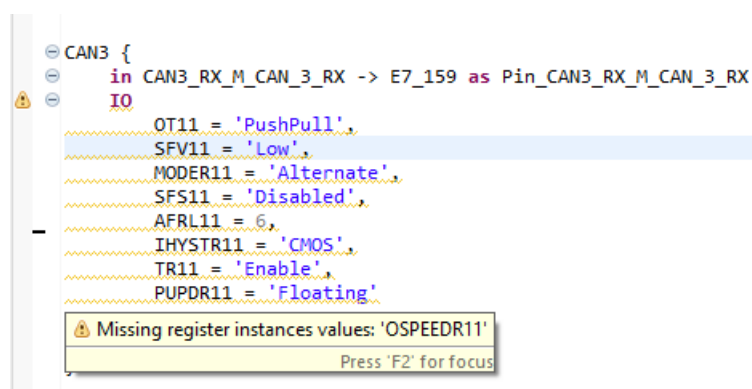 CAN3 {
in CAN3_RX_M_CAN_3_RX -> E7_159 as Pin_CAN3_RX_M_CAN_3_RX
IO
OT11 = 'PushPull',
SFV11 = 'Low',
MODER11 = 'Alternate',
SFS11 = 'Disabled',
AFRL11 = 6,
IHYSTR11 = 'CMOS',
TR11 = 'Enable',
PUPDR11 = 'Floating'
Missing register instances values: 'OSPEEDR11'
Press 'F2' for focus